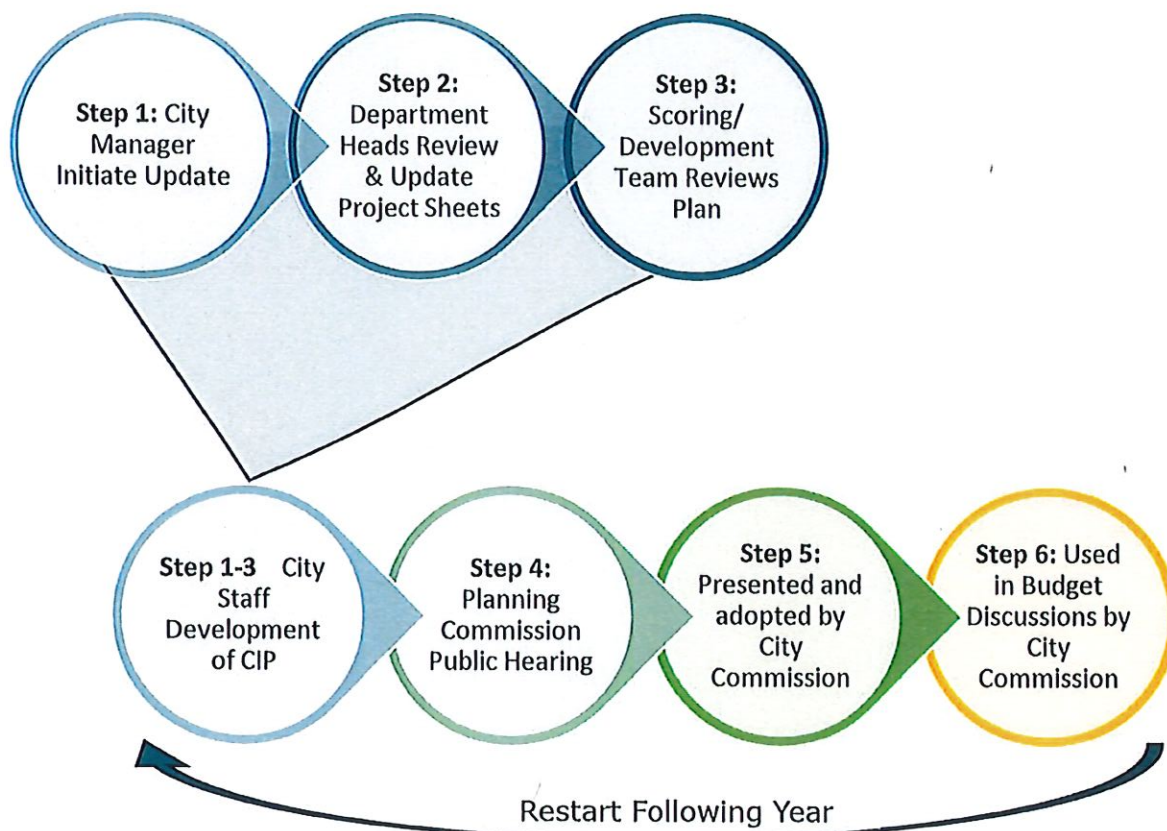 Step 1: City
Manager
Initiate Update
Step 2:
Department
Heads Review
& Update
Project Sheets
Step 3:
Scoring/
Development
Team Reviews
Plan
Step 1-3 City
Staff
Development
of CIP
Step 4:
Planning
Commission
Public Hearing
Step 5:
Presented and
adopted by
City
Commission
Step 6: Used
in Budget
Discussions by
City
Commission
Restart Following Year